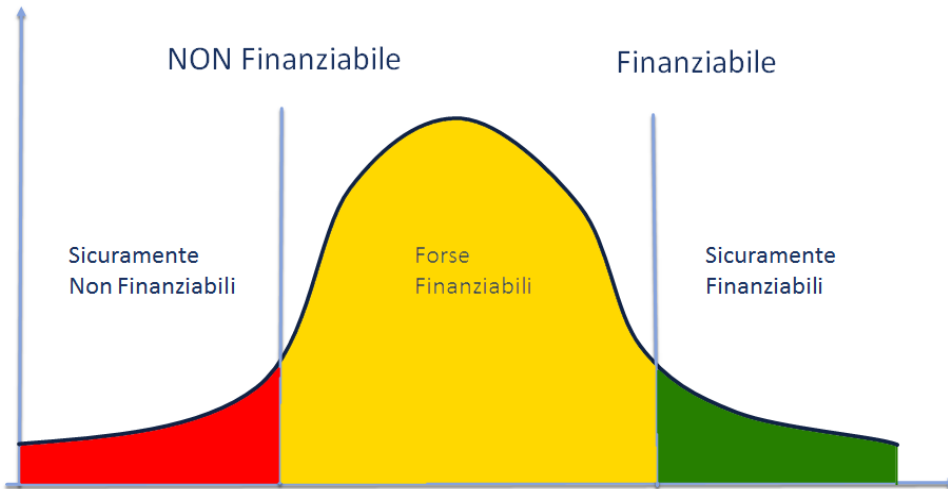 NON Finanziabile
Finanziabile
Sicuramente
Non Finanziabili
Forse
Finanziabili
Sicuramente
Finanziabili